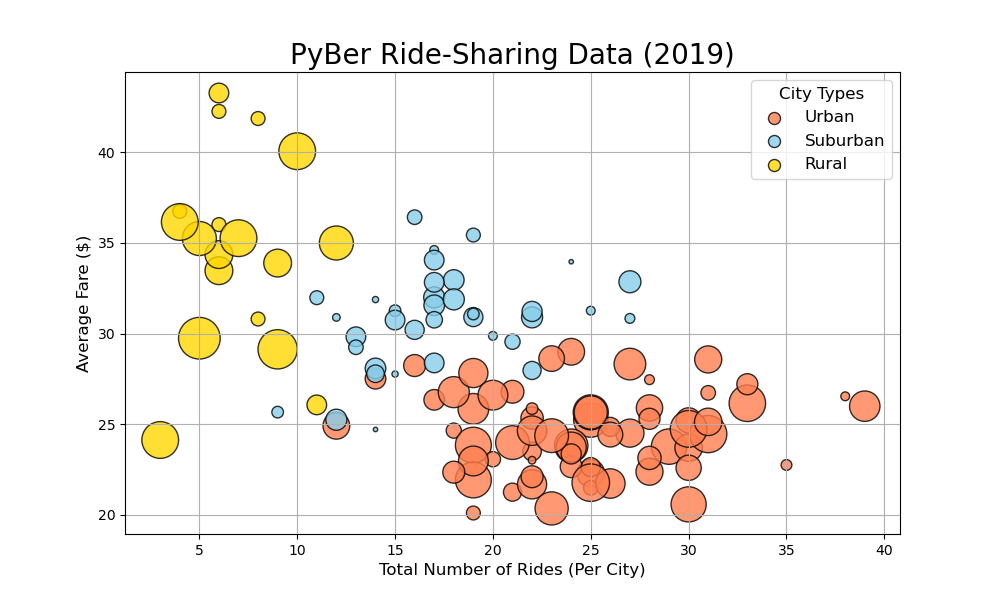 PyBer Ride-Sharing Data (2019)
City Types
Urban
Suburban
Rural
Average Fare ($)
40
35
30
25
20
5 10 15 20 25 30 35 40
Total Number of Rides (Per City)